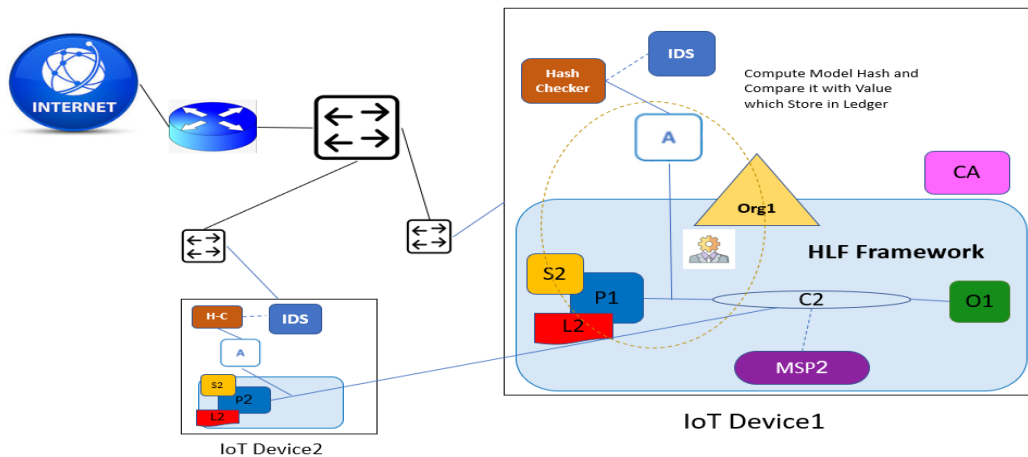 INTERNET
IDS
Hash
Checker
Compute Model Hash and
Compare it with Value
which Store in Ledger
A
CA
Org1
HLF Framework
S2
P1
L2
C2
O1
MSP2
IoT Device1
H-C
IDS
A
S2
P2
L2
IoT Device2